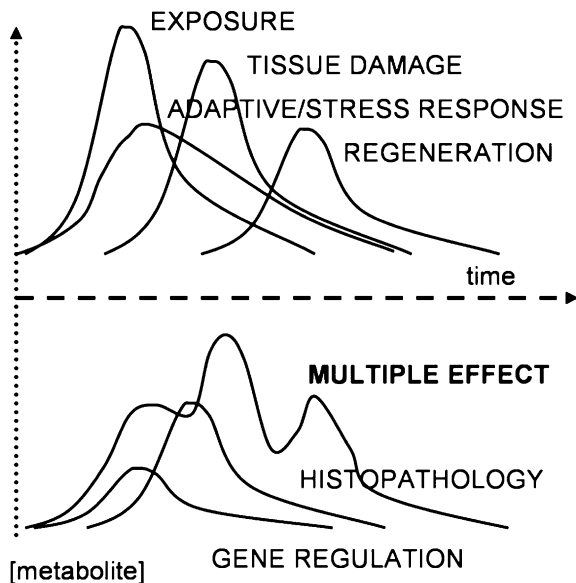 EXPOSURE
TISSUE DAMAGE
ADAPTIVE/STRESS RESPONSE
REGENERATION
time
MULTIPLE EFFECT
HISTOPATHOLOGY
GENE REGULATION
[metabolite]